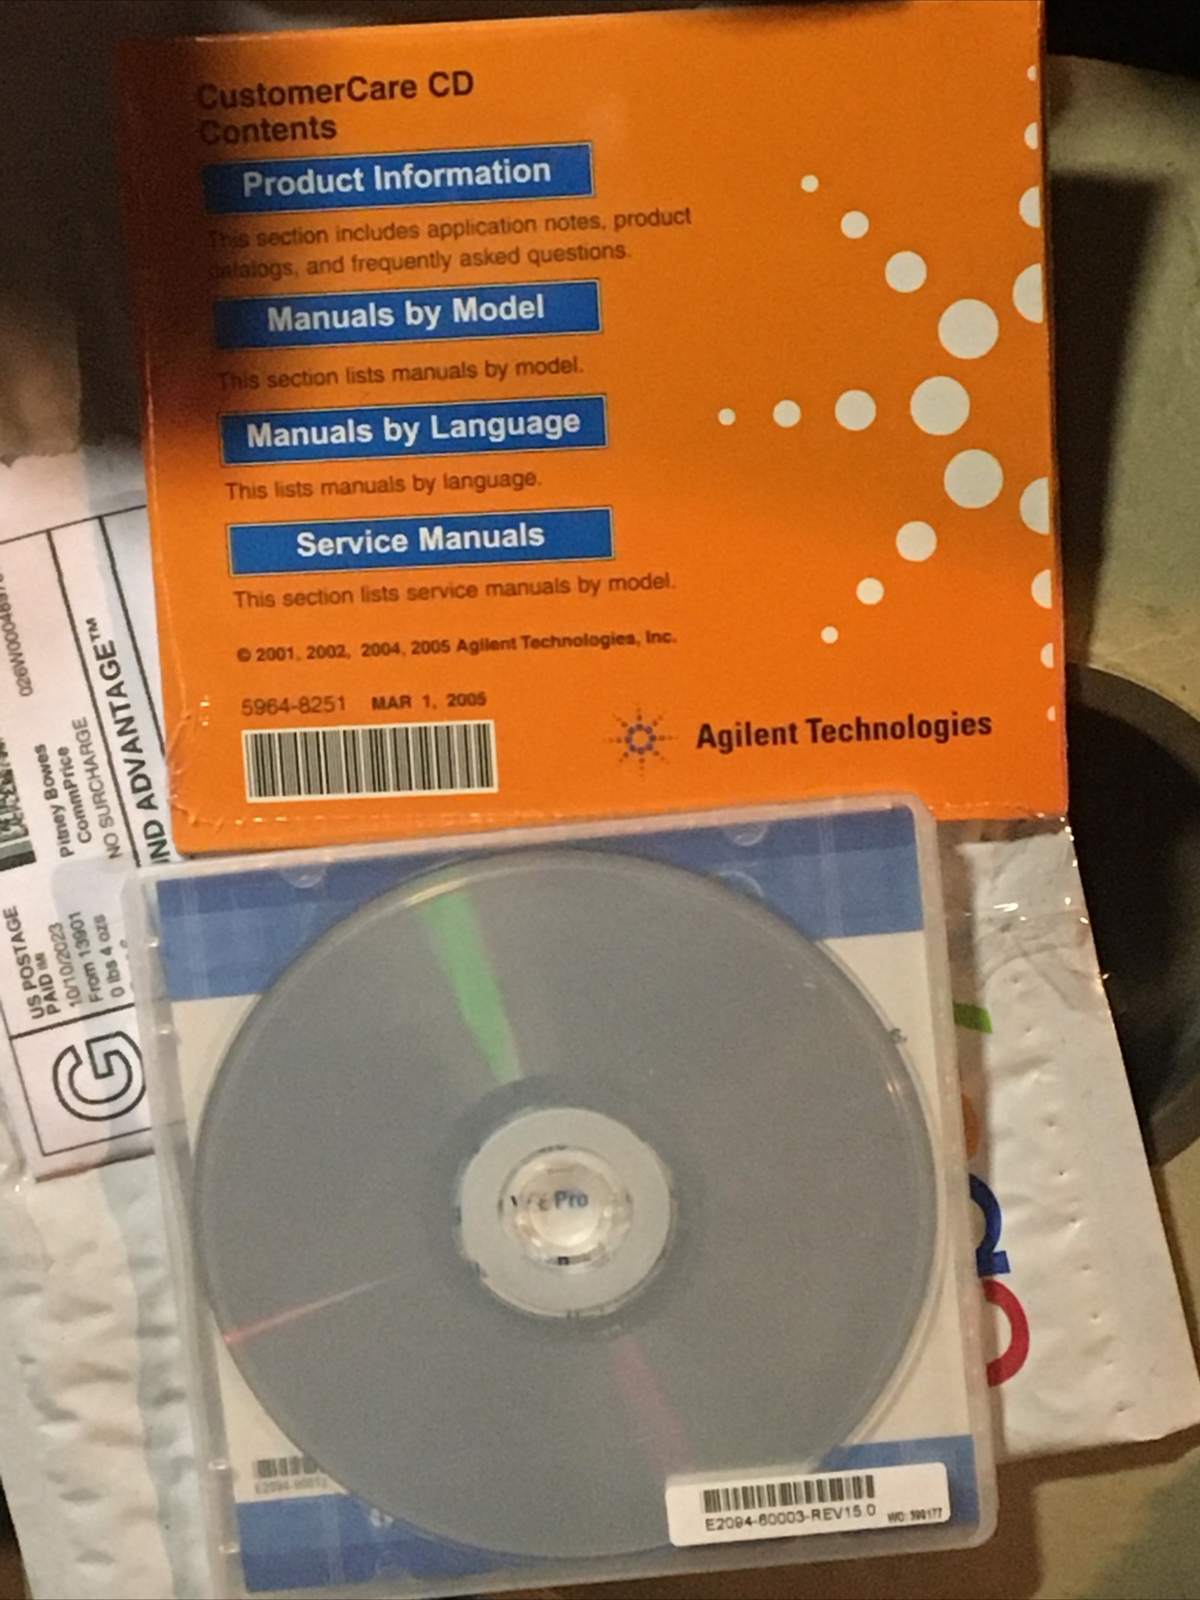 CustomerCare CD
Contents
Product Information
This section includes application notes, product
catalogs, and frequently asked questions.
Manuals by Model
This section lists manuals by model.
Manuals by Language
This lists manuals by language.
Service Manuals
This section lists service manuals by model.
© 2001, 2002, 2004, 2005 Agilent Technologies, Inc.
5964-8251 MAR 1, 2005
Agilent Technologies
US POSTAGE
PAID IMI
10/10/2023
From 13901
0 lbs 4 ozs
Pitney Bowes
CommPrice
NO SURCHARGE
ND ADVANTAGE™
G
Pro
E2094-60003-REV15.0